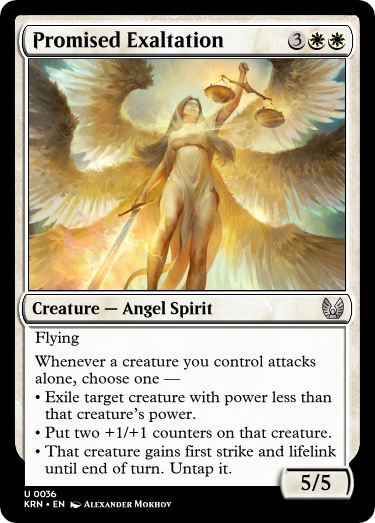 Promised Exaltation 3
Creature — Angel Spirit
Flying
Whenever a creature you control attacks
alone, choose one —
• Exile target creature with power less than
that creature's power.
• Put two +1/+1 counters on that creature.
• That creature gains first strike and lifelink
until end of turn. Untap it.
5/5
U 0036
KRN • EN Alexander Mokhov